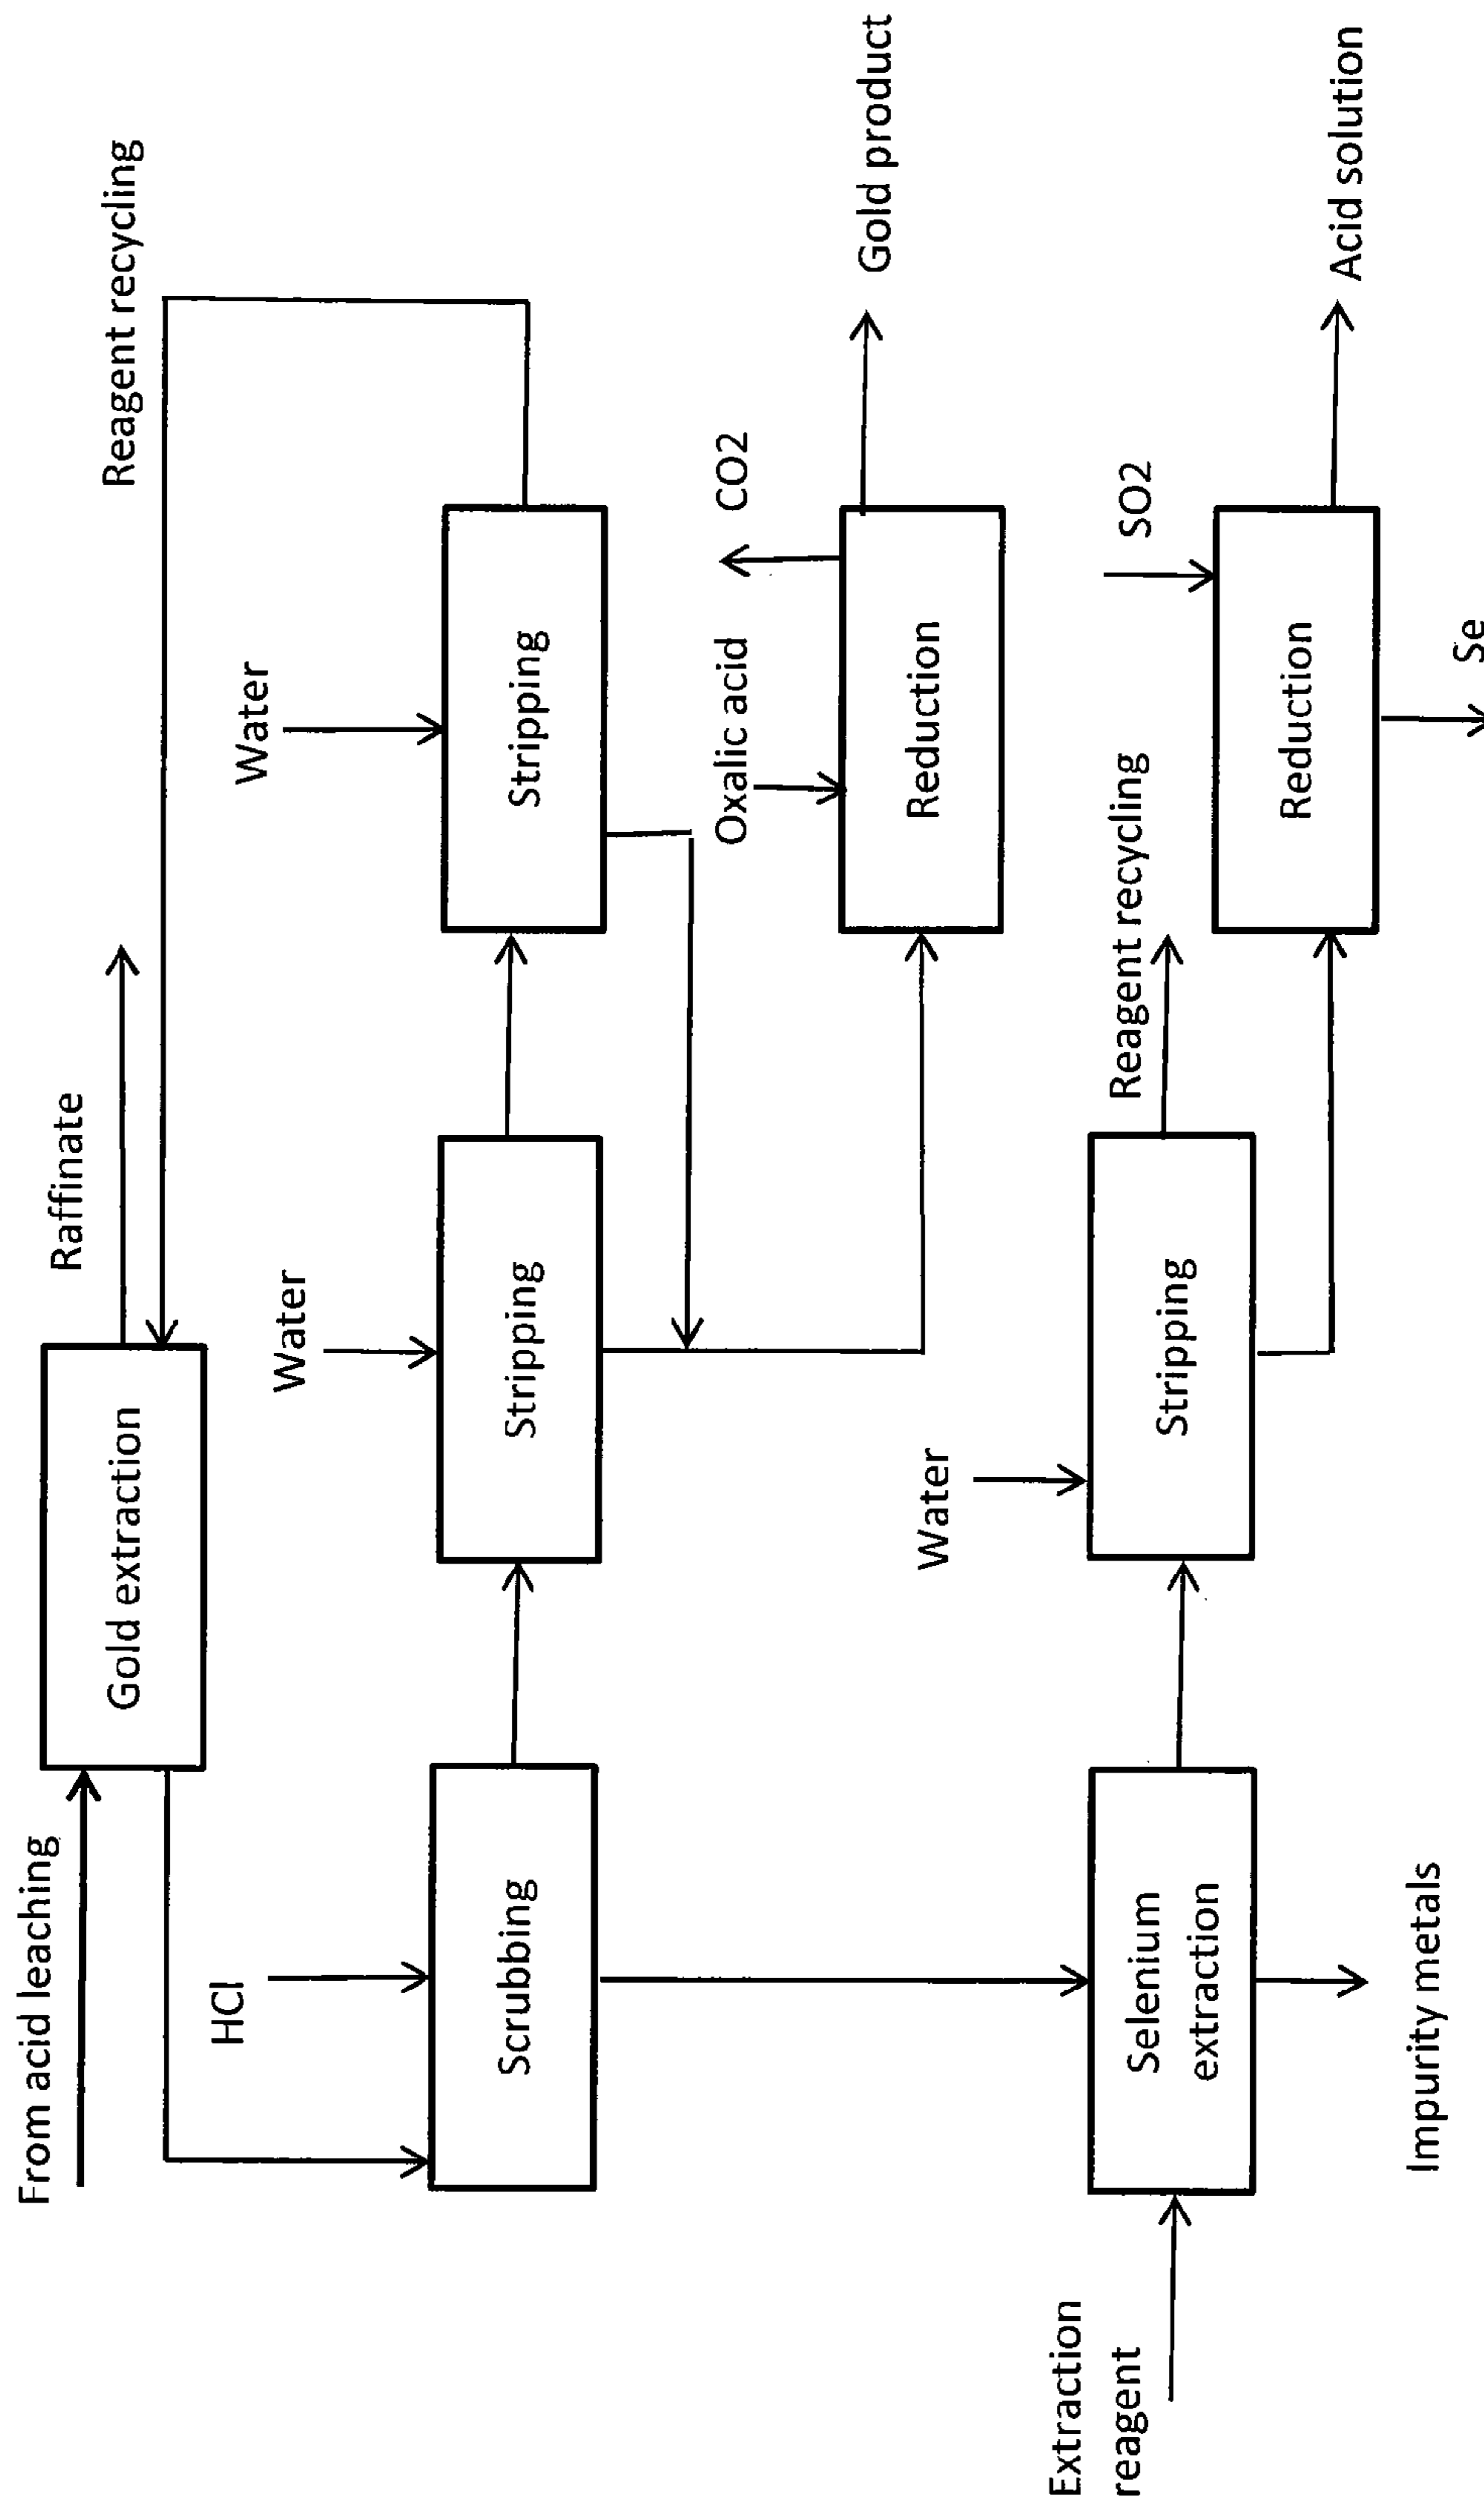 From acid leaching
Gold extraction
Raffinate
Reagent recycling
HCl
Water
Water
Scrubbing
Stripping
Stripping
Oxalic acid
CO2
Reduction
Gold product
Extraction
reagent
Water
Reagent recycling
SO2
Selenium
extraction
Stripping
Reduction
Acid solution
Impurity metals
Se